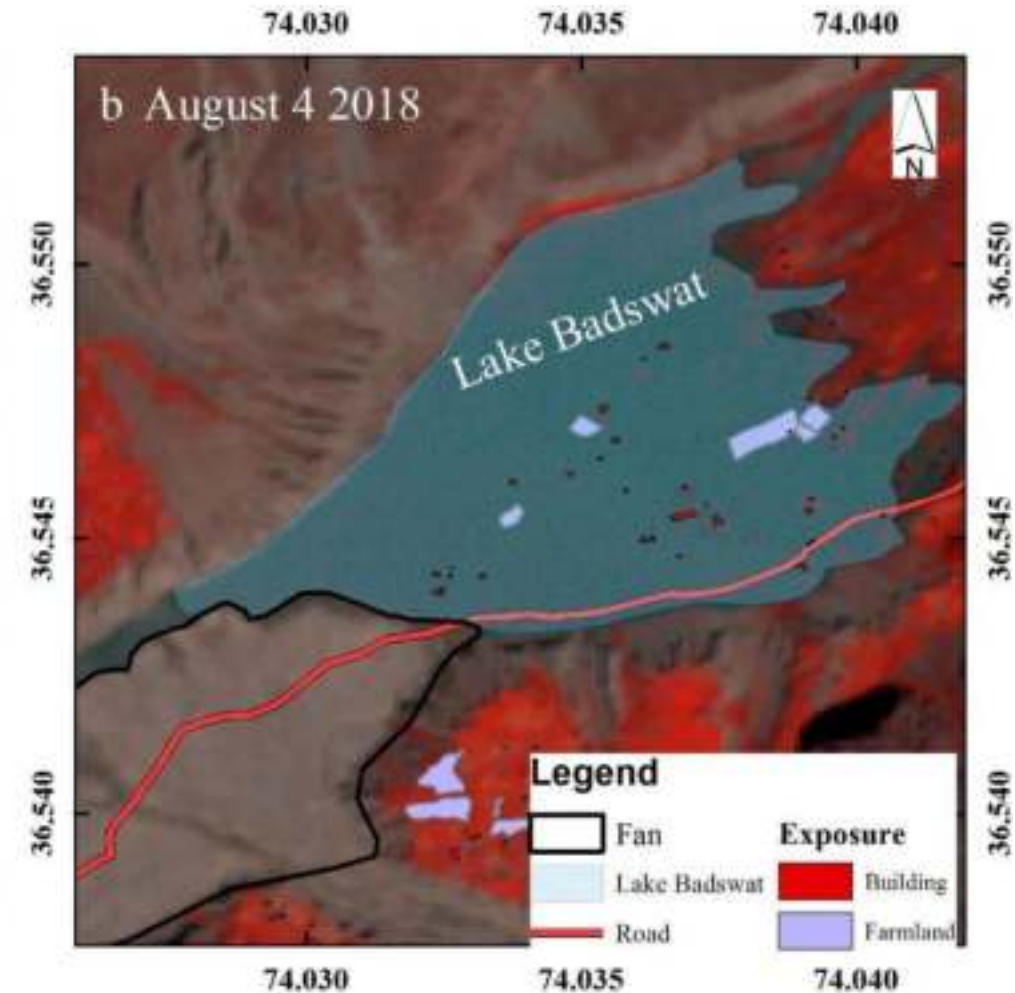 74.030 74.035 74.040
b August 4 2018
N
36.550 36.550
Lake Badswat
36.545 36.545
Legend
36.540 36.540
Fan Exposure
Lake Badswat Building
Road Farmland
74.030 74.035 74.040